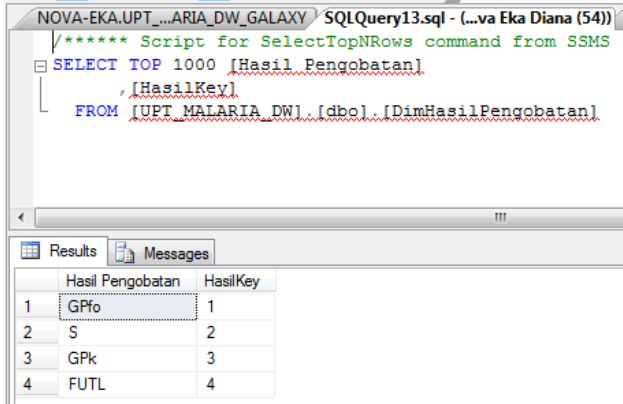 NOVA-EKA.UPT_...ARIA_DW_GALAXY SQLQuery13.sql - (...va Eka Diana (54))
/****** Script for SelectTopNRows command from SSMS
SELECT TOP 1000 [Hasil Pengobatan]
,[HasilKey]
FROM [UPT_MALARIA_DW].[dbo].[DimHasilPengobatan]
Results Messages
Hasil Pengobatan HasilKey
1 GPfo 1
2 S 2
3 GPk 3
4 FUTL 4